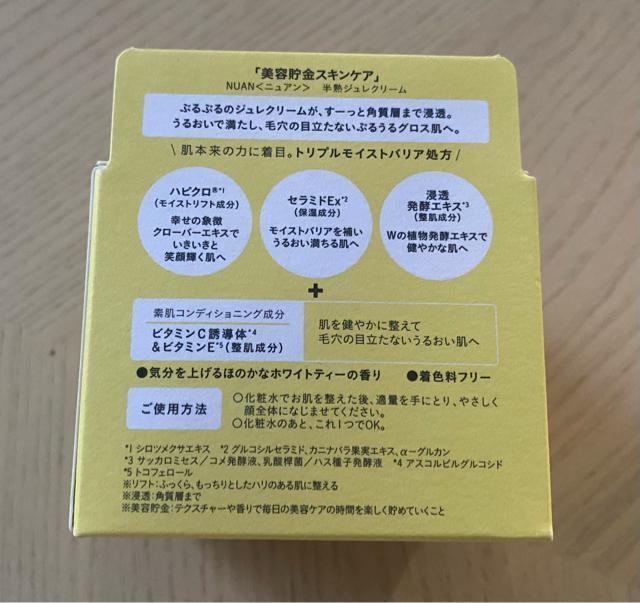 「美容貯金スキンケア」
NUAN<ニュアン> 半熟ジュレクリーム
ぷるぷるのジュレクリームが、すーっと角質層まで浸透。
うるおいで満たし、毛穴の目立たないぷるうるグロス肌へ。
\ 肌本来の力に着目。トリプルモイストバリア処方 /
ハピクロ®*1
(モイストリフト成分)
幸せの象徴
クローバーエキスで
いきいきと
笑顔輝く肌へ
セラミドEx*2
(保湿成分)
モイストバリアを補い
うるおい満ちる肌へ
浸透
発酵エキス*3
(整肌成分)
Wの植物発酵エキスで
健やかな肌へ
+
素肌コンディショニング成分
ビタミンC誘導体*4
&ビタミンE*5(整肌成分)
肌を健やかに整えて
毛穴の目立たないうるおい肌へ
●気分を上げるほのかなホワイトティーの香り ●着色料フリー
ご使用方法
○化粧水でお肌を整えた後、適量を手にとり、やさしく
顔全体になじませてください。
○化粧水のあと、これ1つでOK。
*1 シロツメクサエキス *2 グルコシルセラミド、カニナバラ果実エキス、α-グルカン
*3 サッカロミセス/コメ発酵液、乳酸桿菌/ハス種子発酵液 *4 アスコルビルグルコシド
*5 トコフェロール
※リフト:ふっくら、もっちりとしたハリのある肌に整える
※浸透:角質層まで
※美容貯金:テクスチャーや香りで毎日の美容ケアの時間を楽しく貯めていくこと